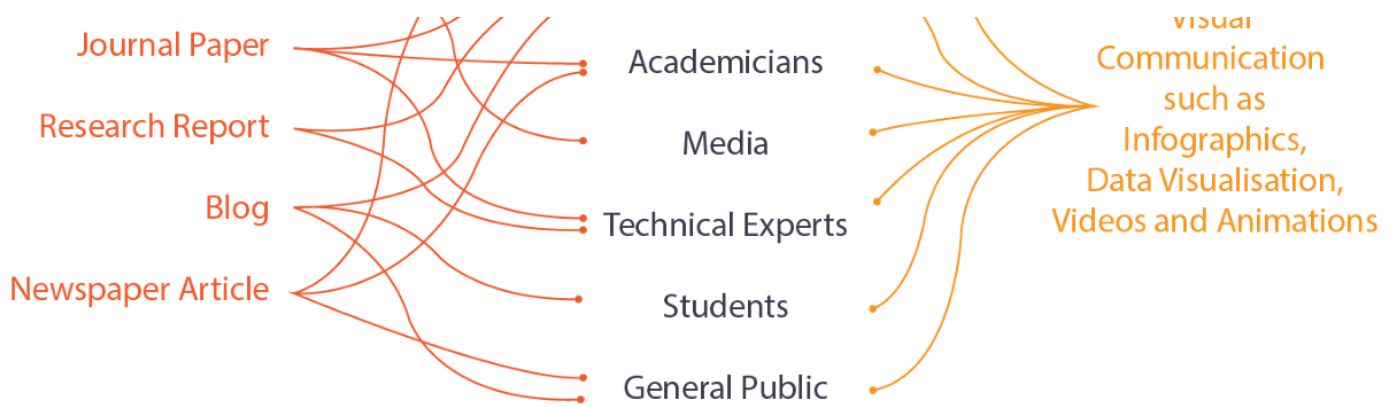 Journal Paper
Research Report
Blog
Newspaper Article
Academicians
Media
Technical Experts
Students
General Public
Visual
Communication
such as
Infographics,
Data Visualisation,
Videos and Animations